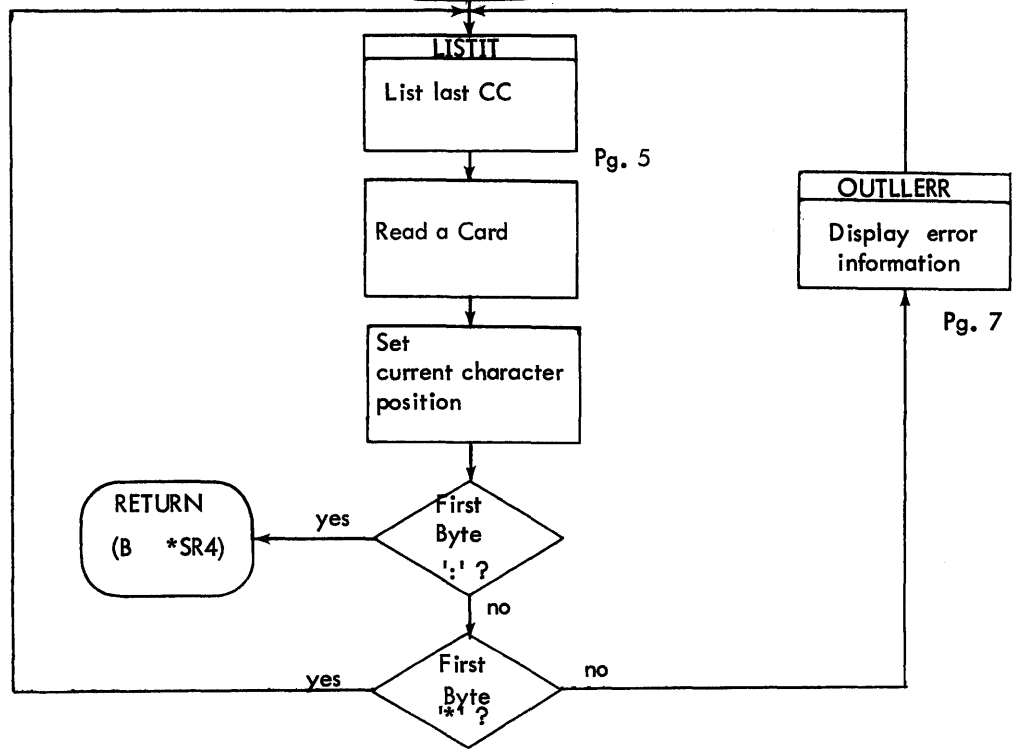 LISTIT
List last CC
Pg. 5
Read a Card
OUTLLERR
Display error
information
Pg. 7
Set
current character
position
First
Byte
':' ?
yes
RETURN
(B *SR4)
no
First
Byte
'*' ?
yes
no